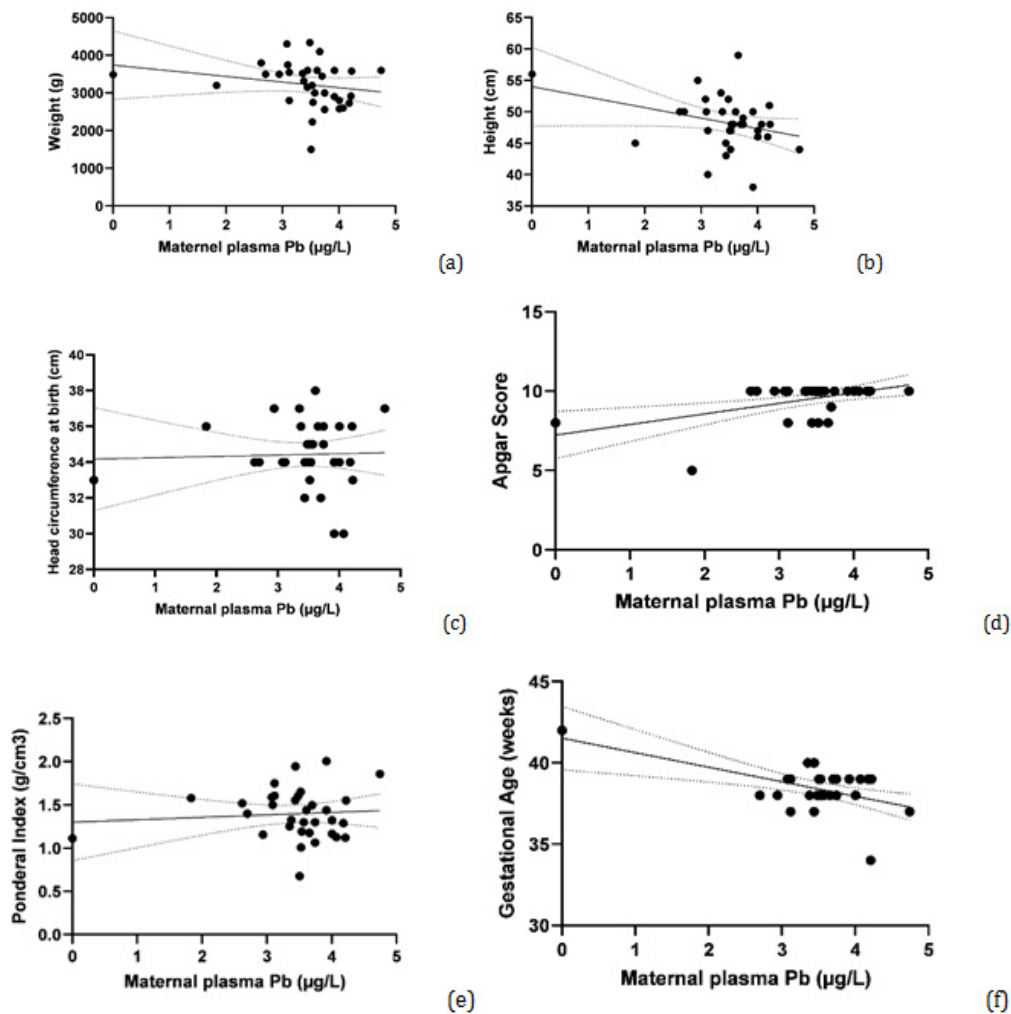 Weight (g)
5000
4000
3000
2000
1000
0
0 1 2 3 4 5
Maternel plasma Pb (µg/L)
(a)
Height (cm)
65
60
55
50
45
40
35
0 1 2 3 4 5
Maternal plasma Pb (µg/L)
(b)
Head circumference at birth (cm)
40
38
36
34
32
30
28
0 1 2 3 4 5
Maternal plasma Pb (µg/L)
(c)
Apgar Score
15
10
5
0
0 1 2 3 4 5
Maternal plasma Pb (µg/L)
(d)
Ponderal Index (g/cm3)
2.5
2.0
1.5
1.0
0.5
0.0
0 1 2 3 4 5
Maternal plasma Pb (µg/L)
(e)
Gestational Age (weeks)
45
40
35
30
0 1 2 3 4 5
Maternal plasma Pb (µg/L)
(f)